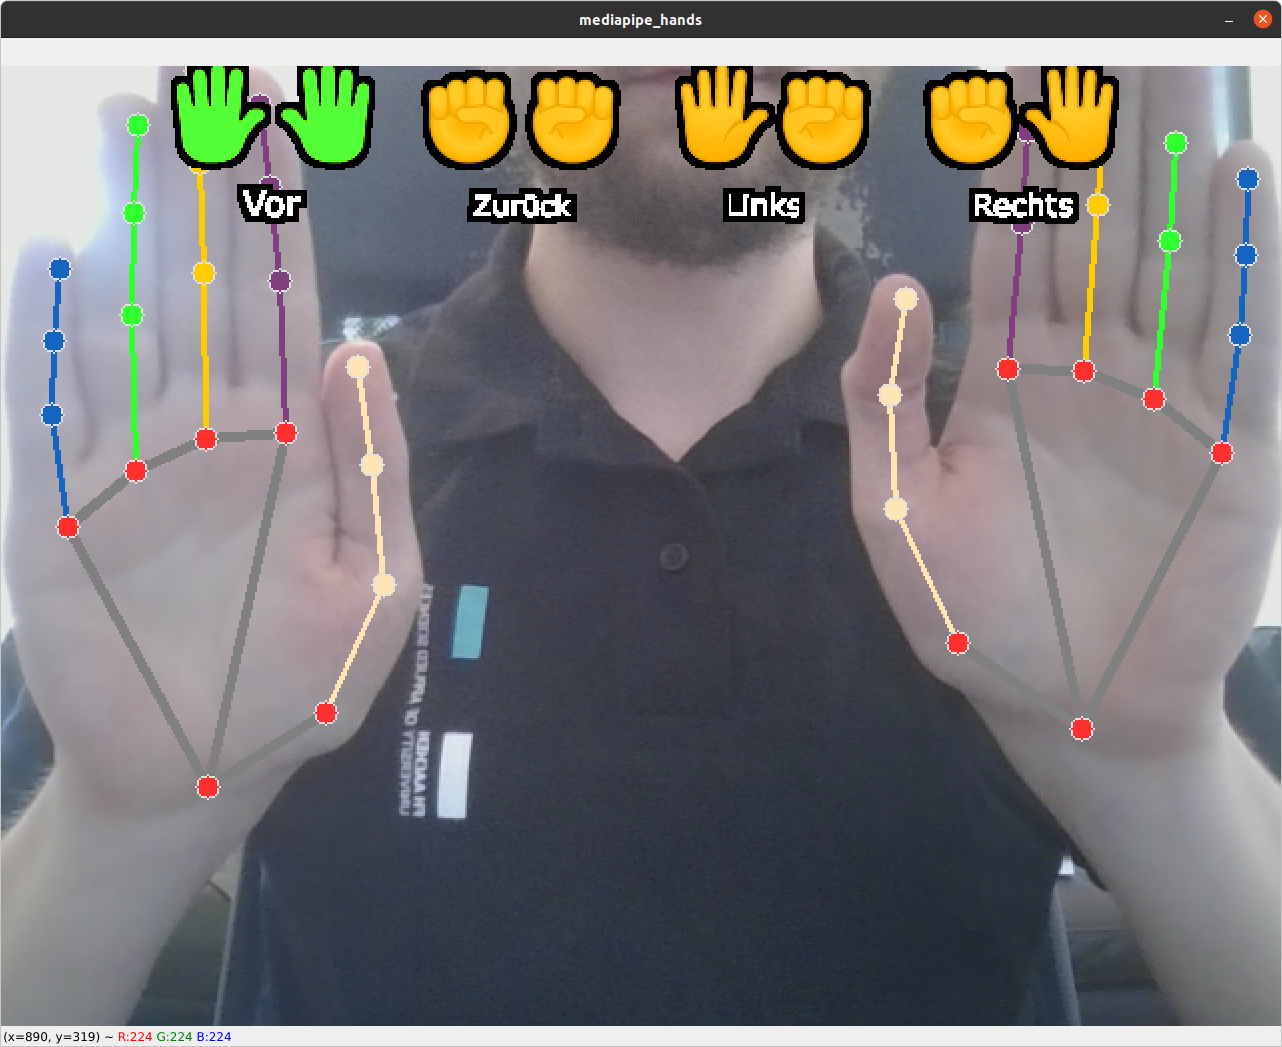 mediapipe_hands
Vor
Zurück
Links
Rechts
(x=890, y=319) ~ R:224 G:224 B:224